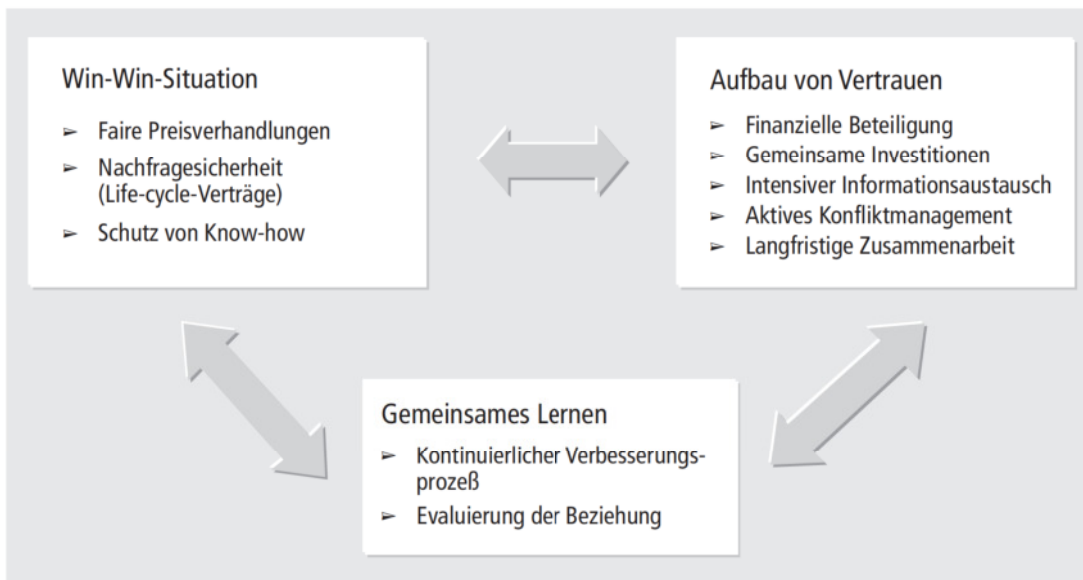 Win-Win-Situation
➢ Faire Preisverhandlungen
➢ Nachfragesicherheit
(Life-cycle-Verträge)
➢ Schutz von Know-how
Aufbau von Vertrauen
➢ Finanzielle Beteiligung
➢ Gemeinsame Investitionen
➢ Intensiver Informationsaustausch
➢ Aktives Konfliktmanagement
➢ Langfristige Zusammenarbeit
Gemeinsames Lernen
➢ Kontinuierlicher Verbesserungs-
prozeß
➢ Evaluierung der Beziehung